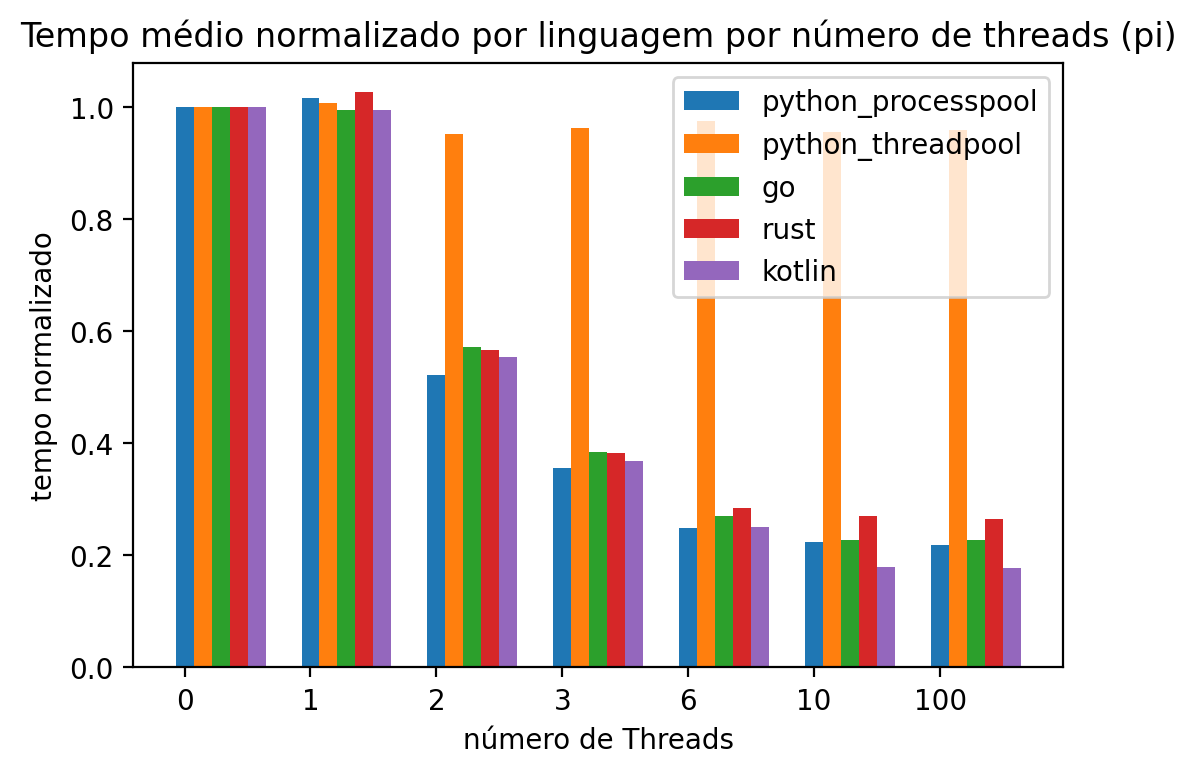 Tempo médio normalizado por linguagem por número de threads (pi)
tempo normalizado
1.0
0.8
0.6
0.4
0.2
0.0
python_processpool
python_threadpool
go
rust
kotlin
0 1 2 3 6 10 100
número de Threads